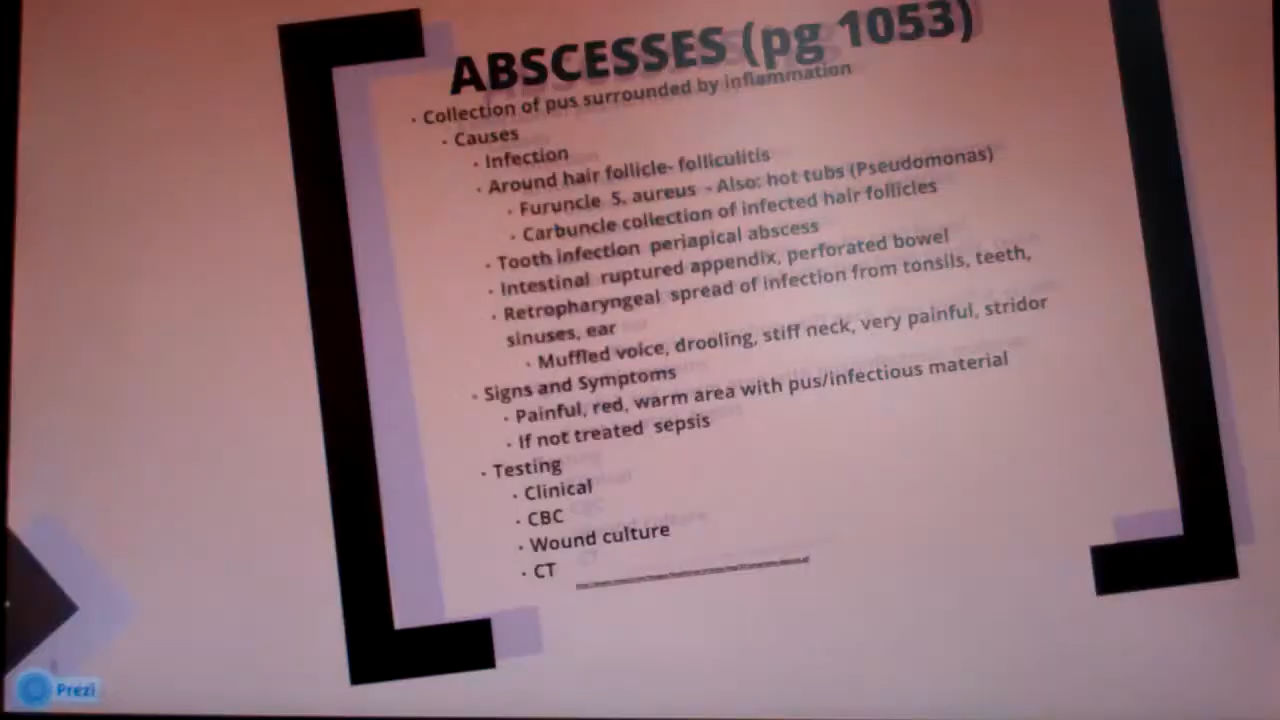 ABSCESSES (pg 1053)
· Collection of pus surrounded by inflammation
· Causes
· Infection
· Around hair follicle- folliculitis
· Furuncle S. aureus - Also: hot tubs (Pseudomonas)
· Carbuncle collection of infected hair follicles
· Tooth infection periapical abscess
· Intestinal ruptured appendix, perforated bowel
· Retropharyngeal spread of infection from tonsils, teeth,
sinuses, ear
· Muffled voice, drooling, stiff neck, very painful, stridor
· Signs and Symptoms
· Painful, red, warm area with pus/infectious material
· If not treated sepsis
· Testing
· Clinical
· CBC
· Wound culture
· CT
Prezi